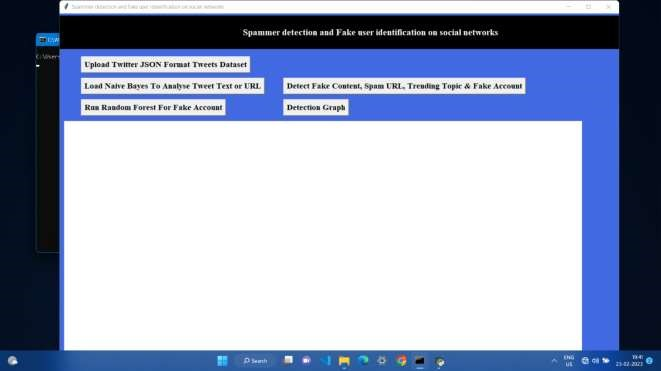 Spammer detection and Fake user identification on social networks
Spammer detection and Fake user identification on social networks
Upload Twitter JSON Format Tweets Dataset
Load Naive Bayes To Analyse Tweet Text or URL
Detect Fake Content, Spam URL, Trending Topic & Fake Account
Run Random Forest For Fake Account
Detection Graph
C:\Users
Search
ENG
US
19:41
23-02-2023